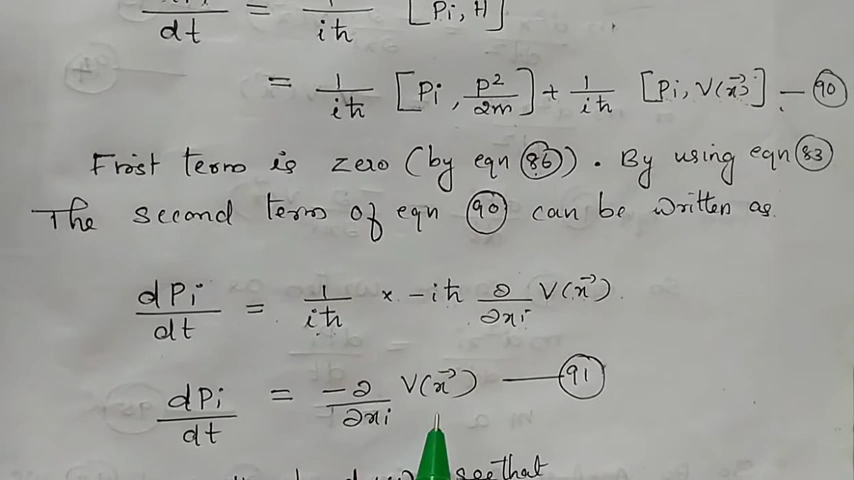 dt = iħ [Pi, H]
= 1/iħ [Pi, P²/2m] + 1/iħ [Pi, V(x⃗)] — 90
First term is zero (by eqn 86). By using eqn 83
The second term of eqn 90 can be written as
dPi/dt = 1/iħ × -iħ ∂/∂xi V(x⃗).
dPi/dt = -∂/∂xi V(x⃗) — 91
see that